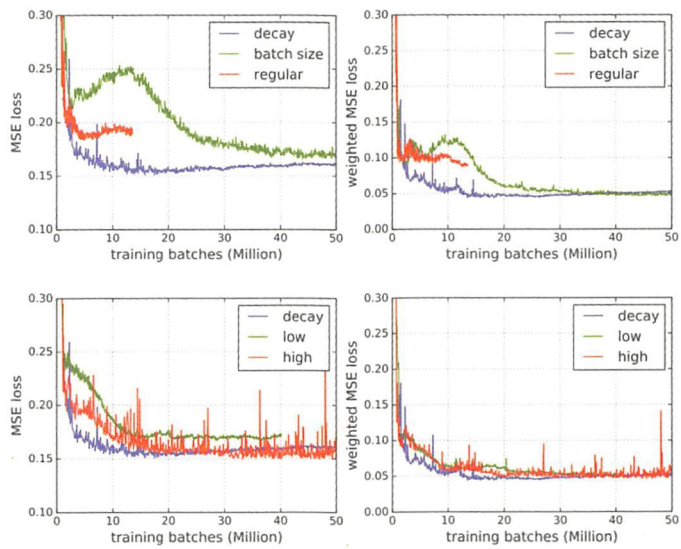 0.30
0.25
0.20
0.15
0.10
MSE loss
decay
batch size
regular
0 10 20 30 40 50
training batches (Million)
0.30
0.25
0.20
0.15
0.10
0.05
0.00
weighted MSE loss
decay
batch size
regular
0 10 20 30 40 50
training batches (Million)
0.30
0.25
0.20
0.15
0.10
MSE loss
decay
low
high
0 10 20 30 40 50
training batches (Million)
0.30
0.25
0.20
0.15
0.10
0.05
0.00
weighted MSE loss
decay
low
high
0 10 20 30 40 50
training batches (Million)